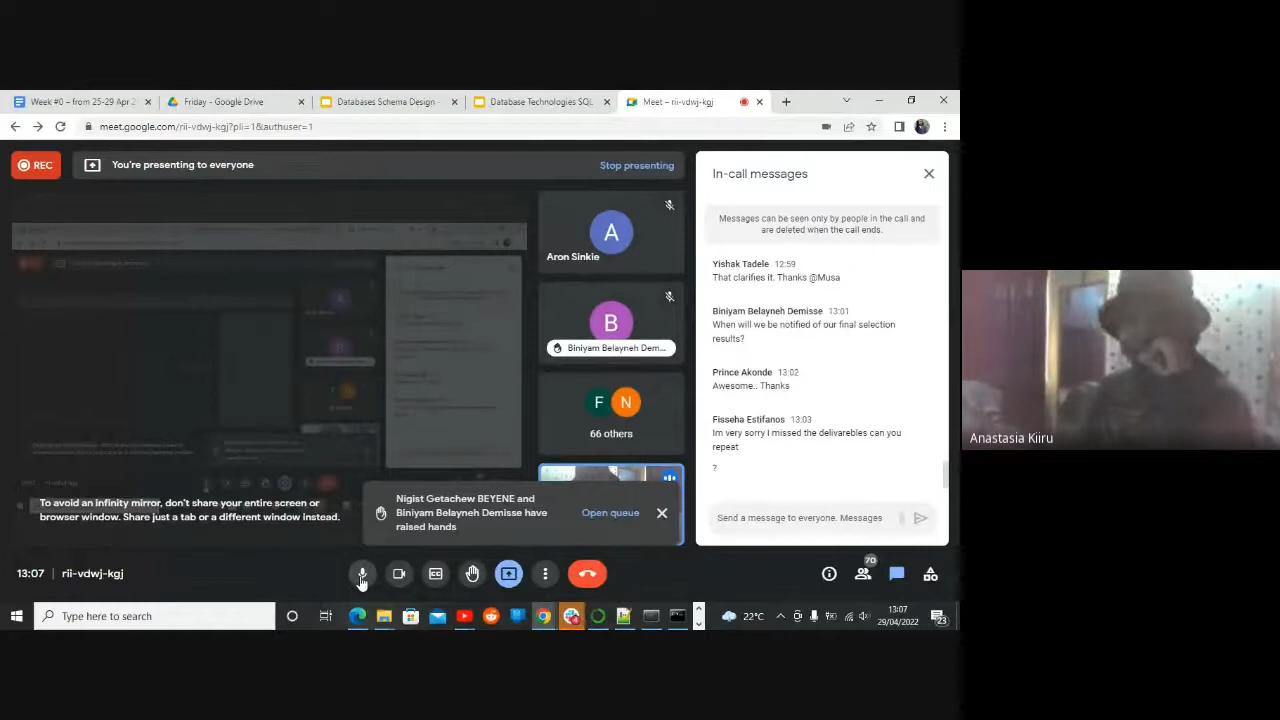 Week #0 – from 25-29 Apr 2
Friday - Google Drive
Databases Schema Design -
Database Technologies SQL
Meet – rii-vdwj-kgj
meet.google.com/rii-vdwj-kgj?pli=1&authuser=1
REC
You're presenting to everyone
Stop presenting
A
Aron Sinkie
B
Biniyam Belayneh Dem...
F N
66 others
To avoid an infinity mirror, don't share your entire screen or
browser window. Share just a tab or a different window instead.
Nigist Getachew BEYENE and
Biniyam Belayneh Demisse have
raised hands
Open queue
In-call messages
Messages can be seen only by people in the call and
are deleted when the call ends.
Yishak Tadele 12:59
That clarifies it. Thanks @Musa
Biniyam Belayneh Demisse 13:01
When will we be notified of our final selection
results?
Prince Akonde 13:02
Awesome.. Thanks
Fisseha Estifanos 13:03
Im very sorry I missed the delivarebles can you
repeat
?
Send a message to everyone. Messages
Anastasia Kiiru
13:07 | rii-vdwj-kgj
70
Type here to search
22°C
13:07
29/04/2022
23